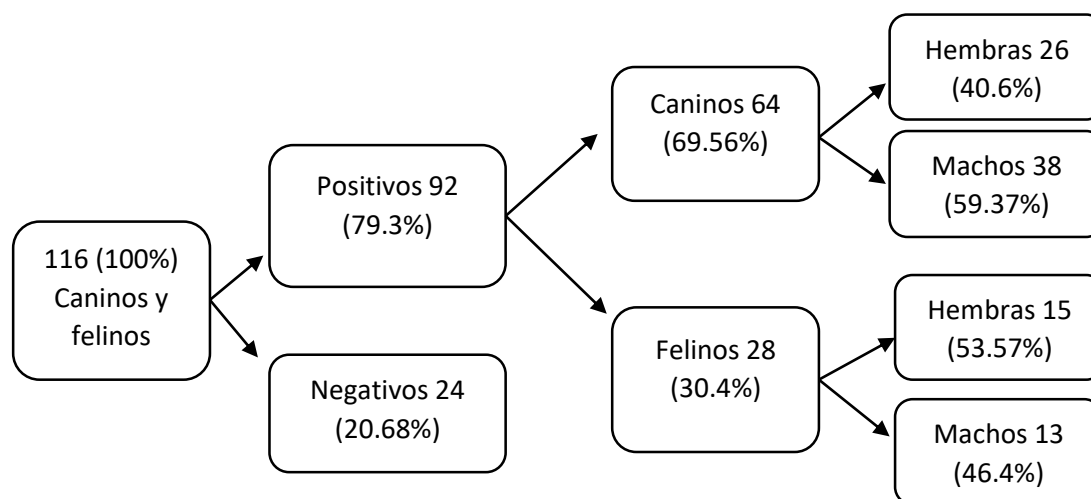 116 (100%)
Caninos y
felinos
Positivos 92
(79.3%)
Negativos 24
(20.68%)
Caninos 64
(69.56%)
Felinos 28
(30.4%)
Hembras 26
(40.6%)
Machos 38
(59.37%)
Hembras 15
(53.57%)
Machos 13
(46.4%)